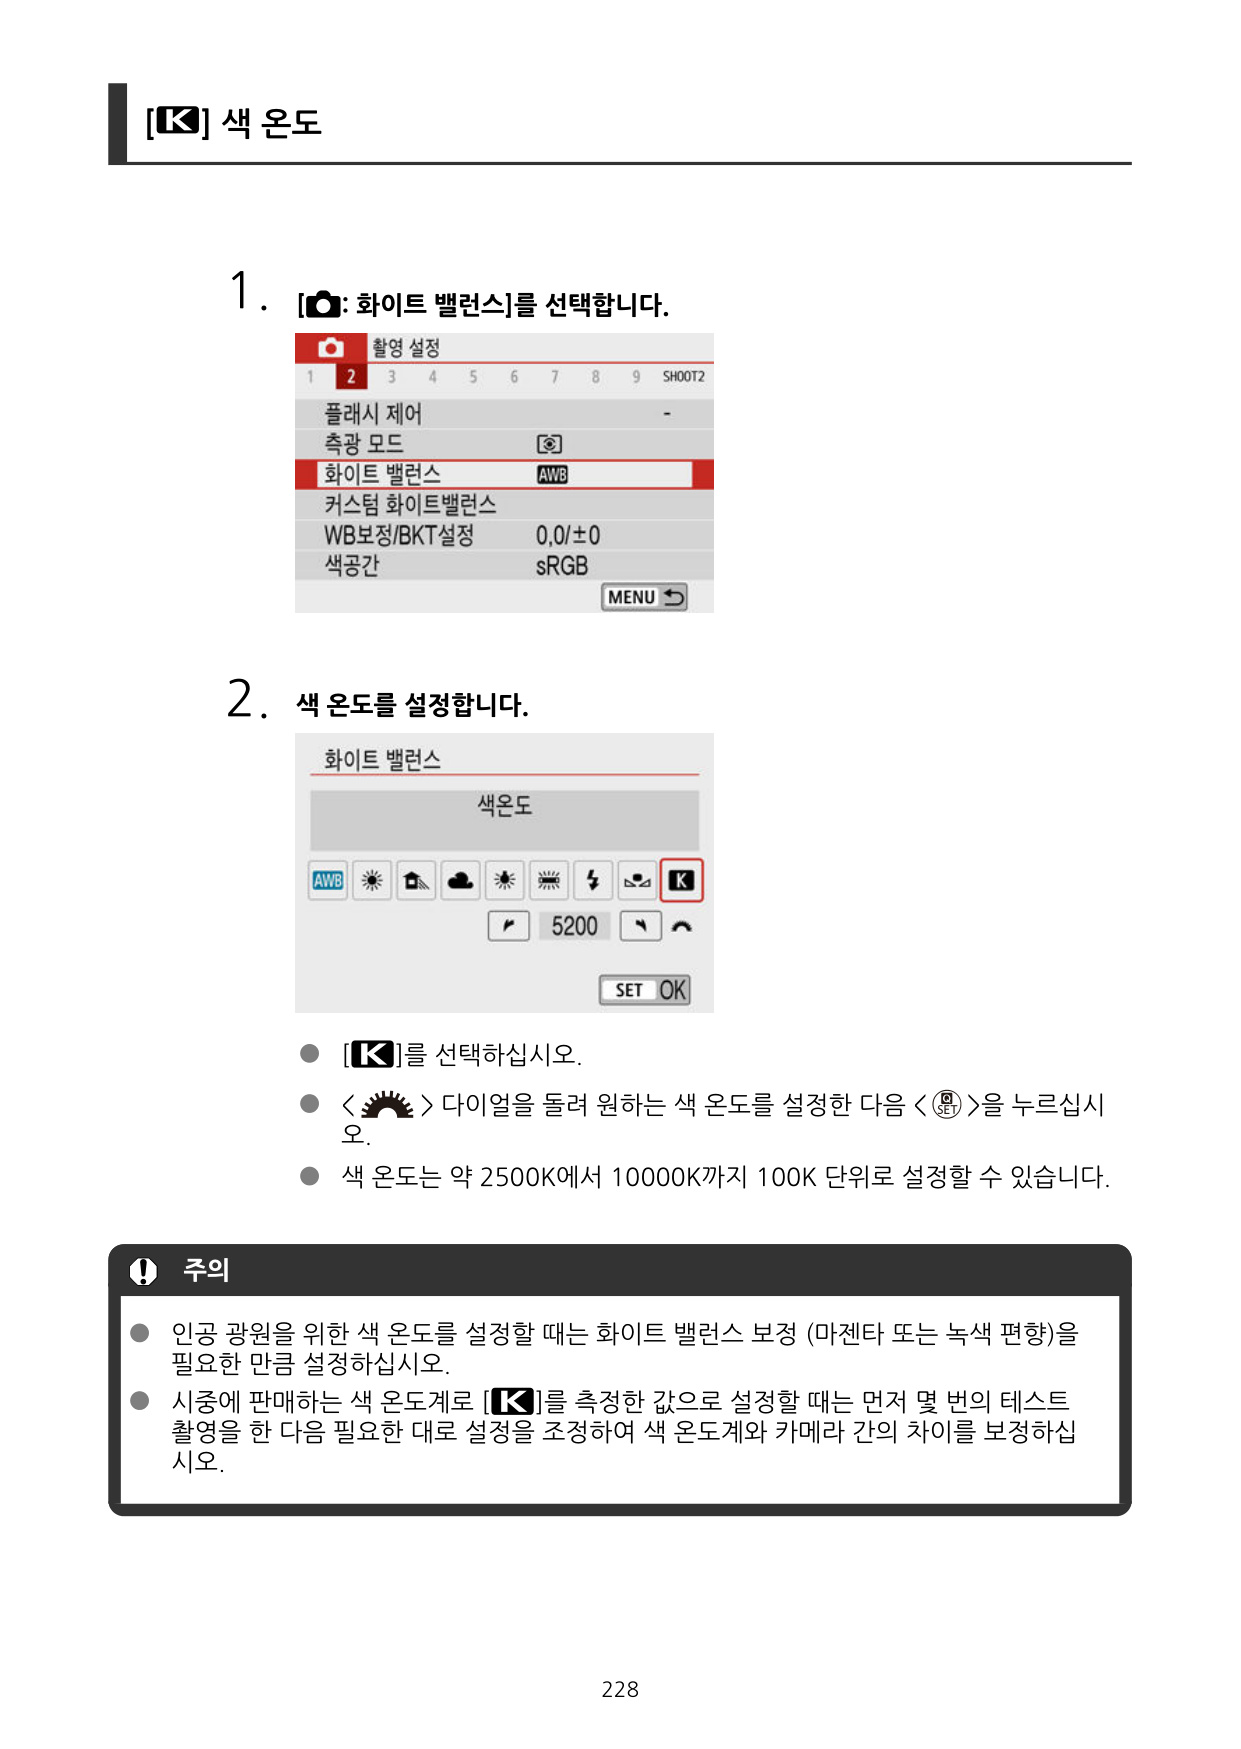 [K] 색 온도
1. [: 화이트 밸런스]를 선택합니다.
촬영 설정
1 2 3 4 5 6 7 8 9 SHOOT2
플래시 제어 -
측광 모드
화이트 밸런스 AWB
커스텀 화이트밸런스
WB보정/BKT설정 0,0/±0
색공간 sRGB
MENU
2. 색 온도를 설정합니다.
화이트 밸런스
색온도
AWB K
5200
SET OK
● [K]를 선택하십시오.
● < > 다이얼을 돌려 원하는 색 온도를 설정한 다음 < Q SET >을 누르십시
오.
● 색 온도는 약 2500K에서 10000K까지 100K 단위로 설정할 수 있습니다.
주의
● 인공 광원을 위한 색 온도를 설정할 때는 화이트 밸런스 보정 (마젠타 또는 녹색 편향)을
필요한 만큼 설정하십시오.
● 시중에 판매하는 색 온도계로 [K]를 측정한 값으로 설정할 때는 먼저 몇 번의 테스트
촬영을 한 다음 필요한 대로 설정을 조정하여 색 온도계와 카메라 간의 차이를 보정하십
시오.
228